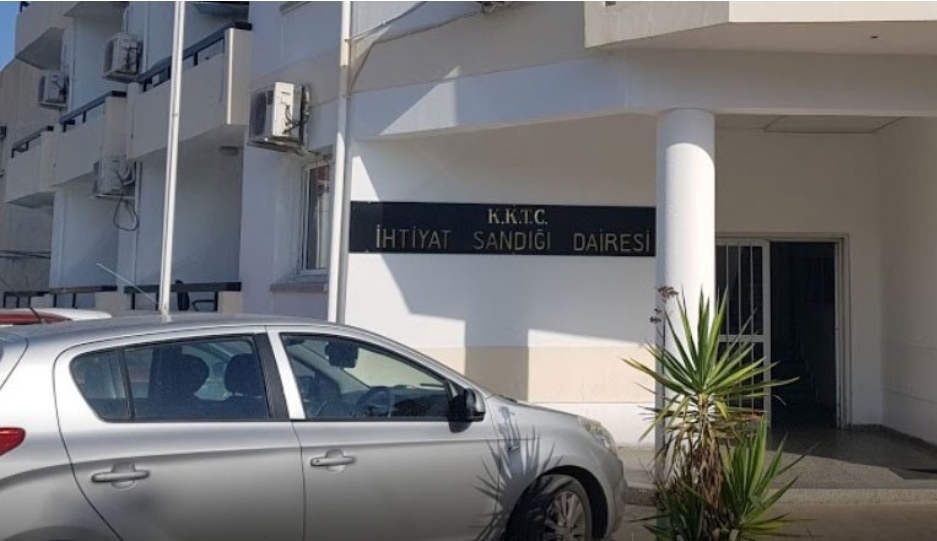 K.K.T.C.
İHTİYAT SANDIĞI DAİRESİ